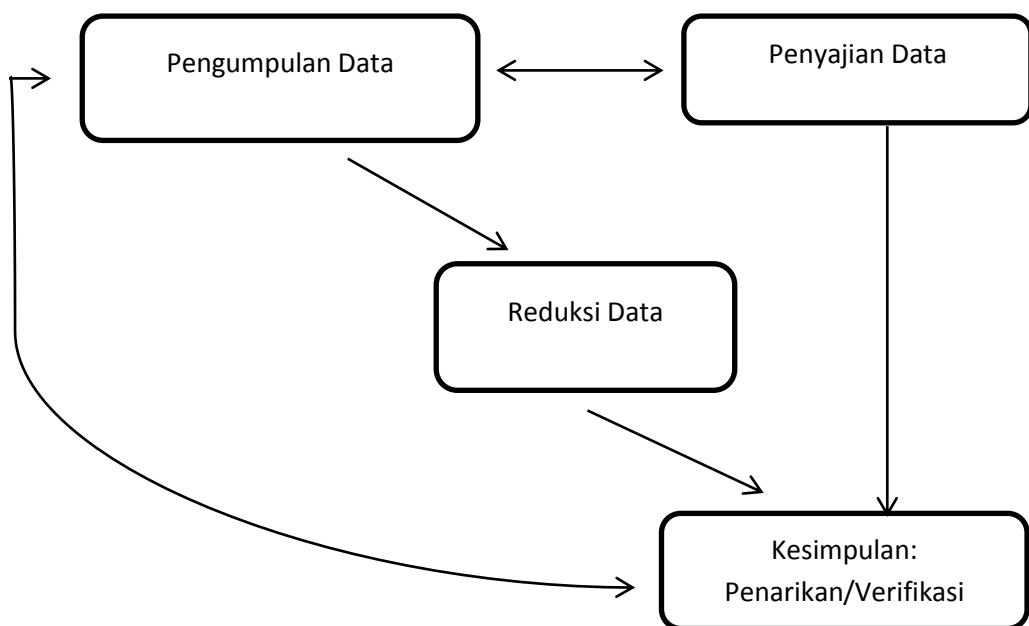 Pengumpulan Data
Penyajian Data
Reduksi Data
Kesimpulan:
Penarikan/Verifikasi